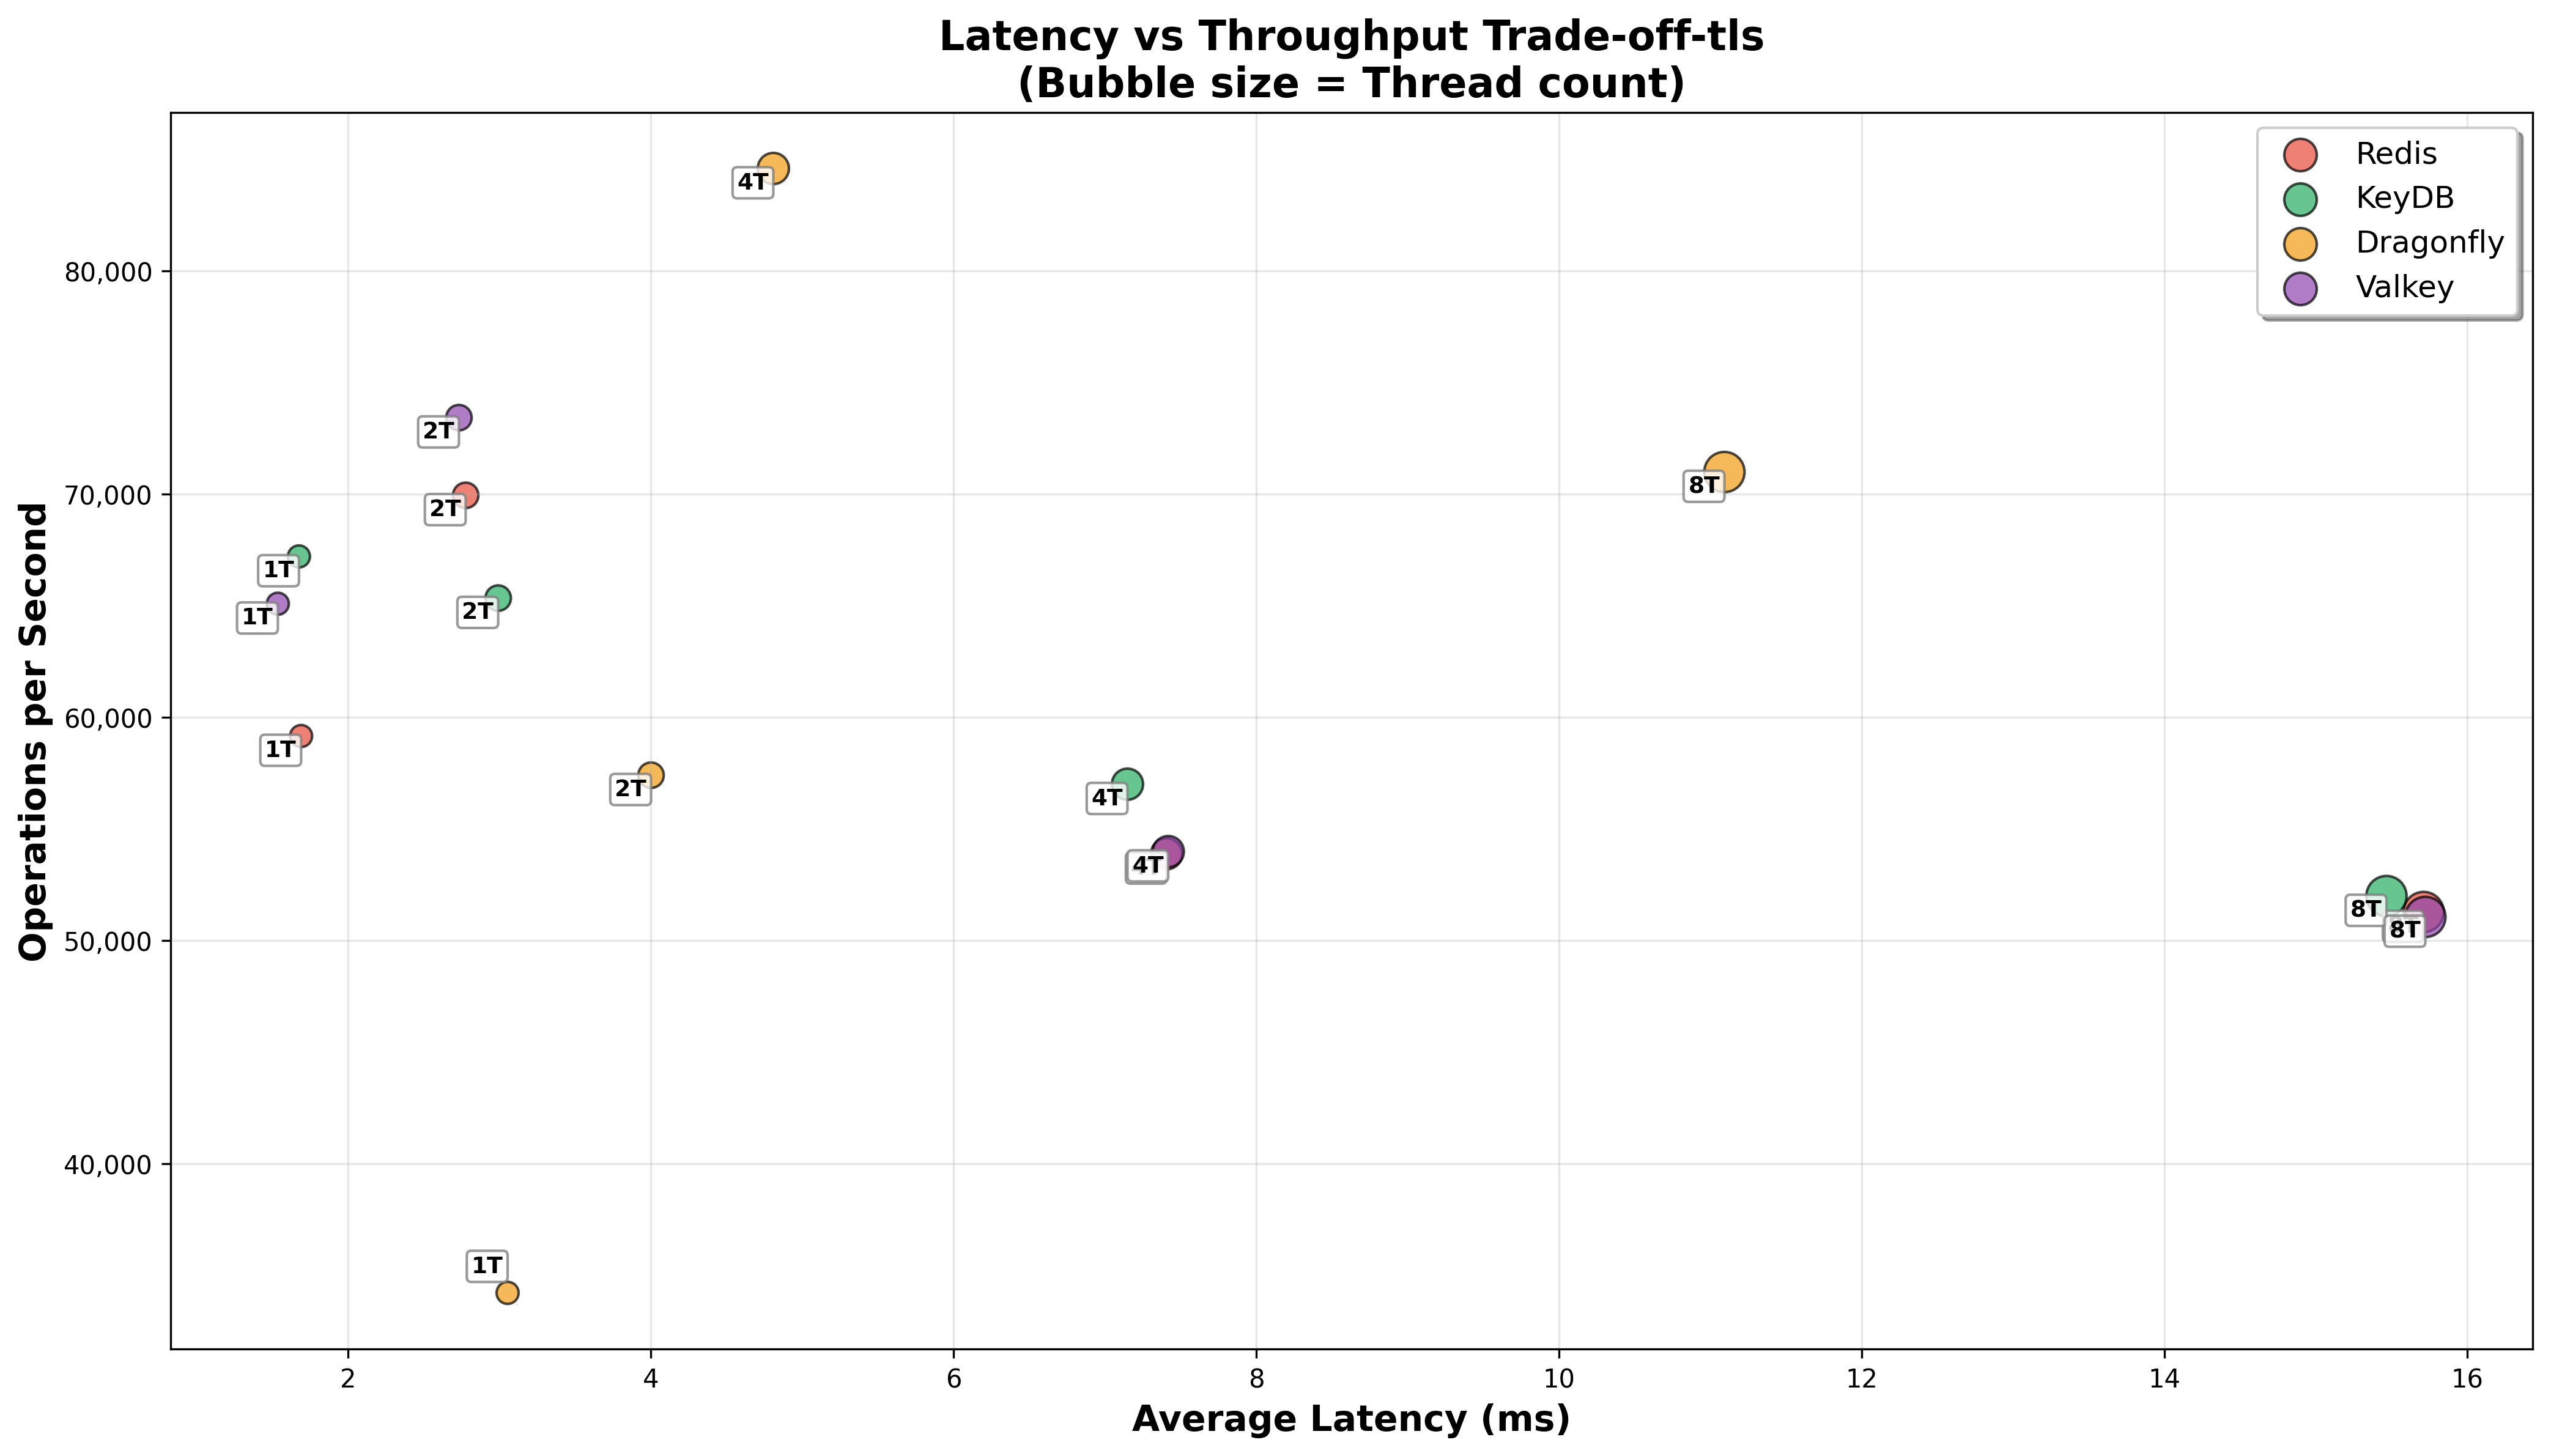 Latency vs Throughput Trade-off-tls
(Bubble size = Thread count)
Redis
KeyDB
Dragonfly
Valkey
Operations per Second
80,000
70,000
60,000
50,000
40,000
4T
2T
8T
2T
1T
2T
1T
1T
2T
4T
4T
8T
8T
1T
2
4
6
8
10
12
14
16
Average Latency (ms)